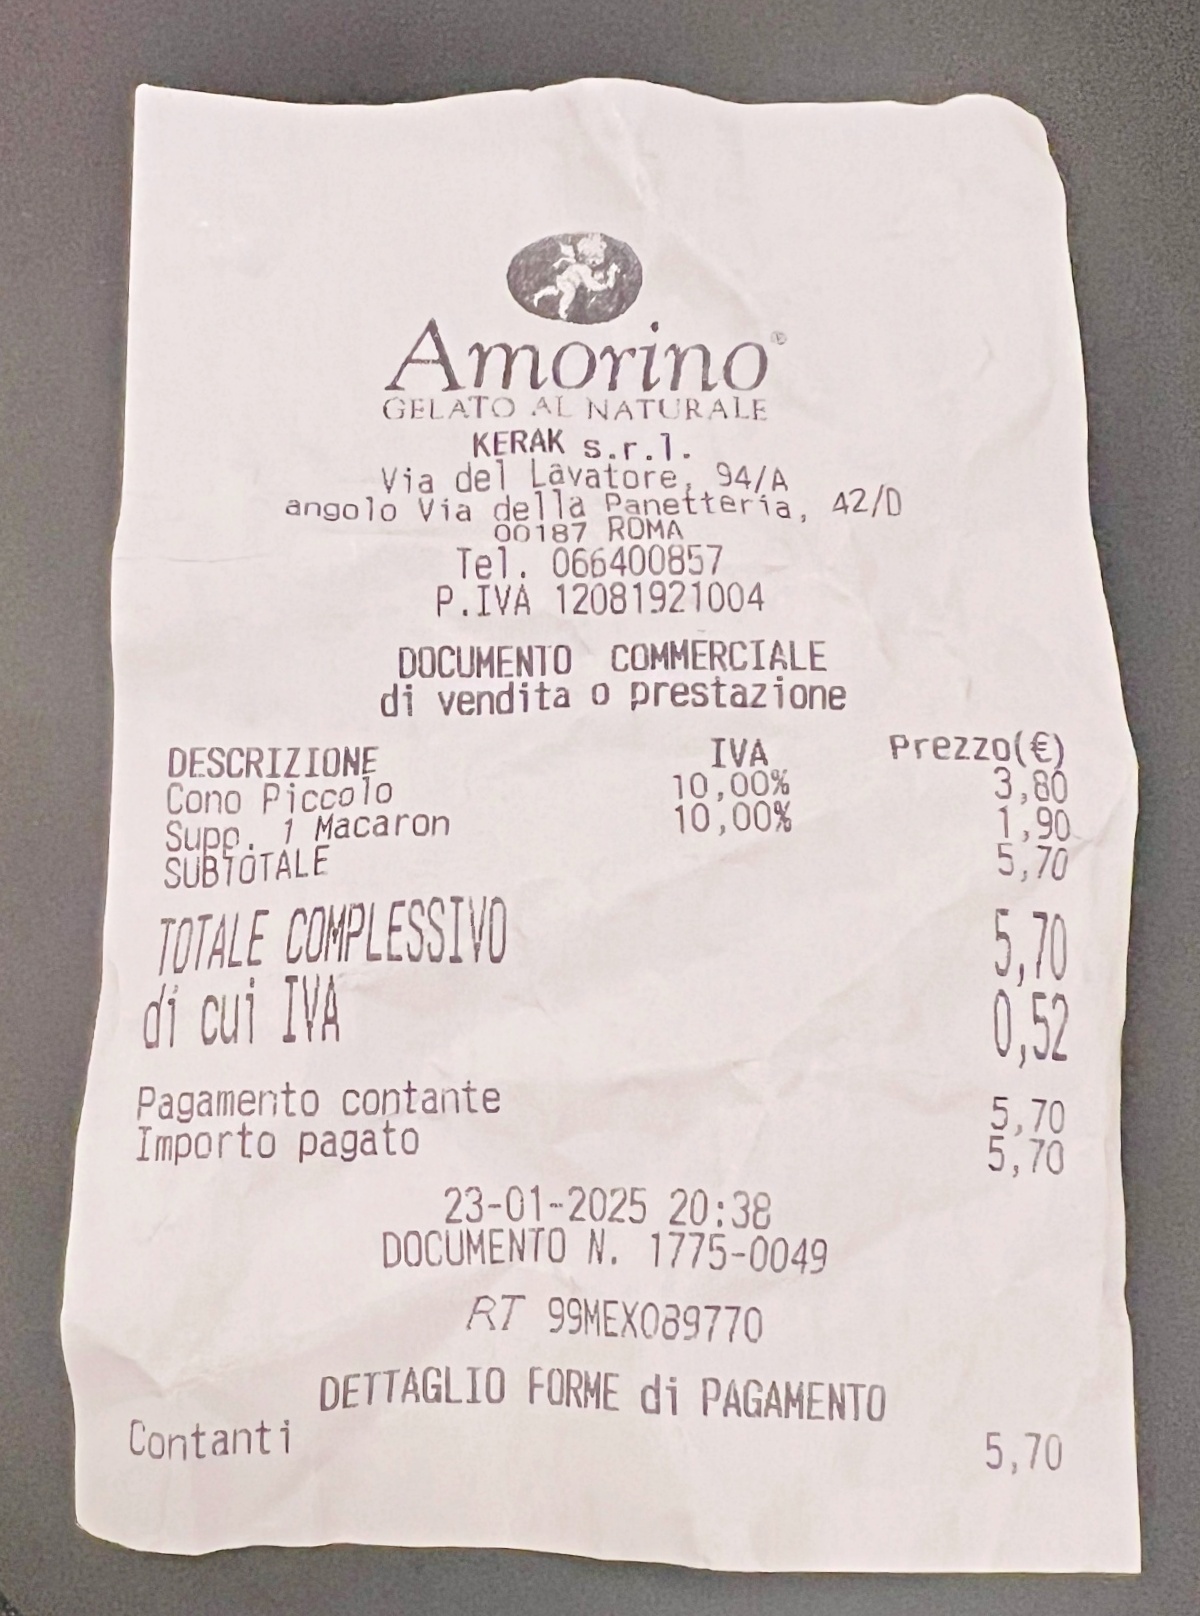 Amorino®
GELATO AL NATURALE
KERAK s.r.l.
Via del Lavatore, 94/A
angolo Via della Panetteria, 42/D
00187 ROMA
Tel. 066400857
P.IVA 12081921004
DOCUMENTO COMMERCIALE
di vendita o prestazione
DESCRIZIONE IVA Prezzo(€)
Cono Piccolo 10,00% 3,80
Supp. 1 Macaron 10,00% 1,90
SUBTOTALE 5,70
TOTALE COMPLESSIVO 5,70
di cui IVA 0,52
Pagamento contante 5,70
Importo pagato 5,70
23-01-2025 20:38
DOCUMENTO N. 1775-0049
RT 99MEX089770
DETTAGLIO FORME di PAGAMENTO
Contanti 5,70